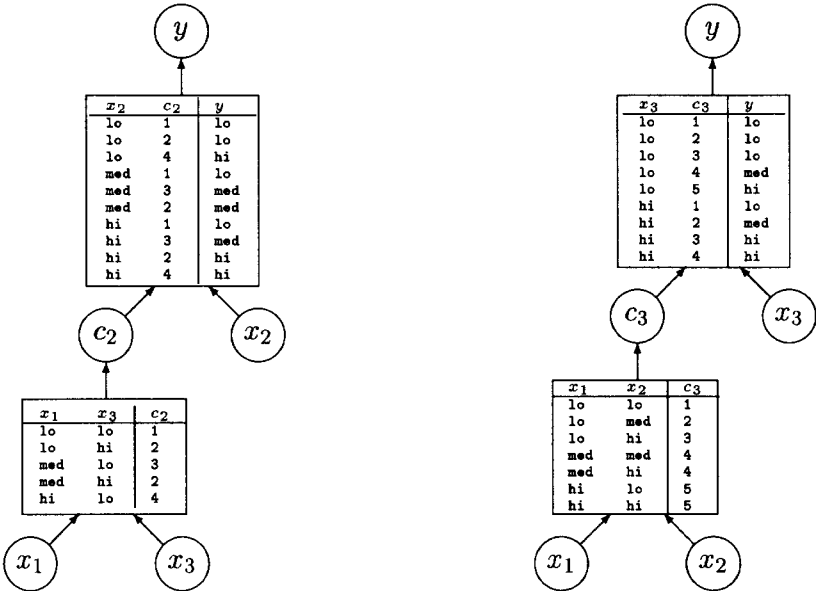 y
x₂ c₂ y
lo 1 lo
lo 2 lo
lo 4 hi
med 1 lo
med 3 med
med 2 med
hi 1 lo
hi 3 med
hi 2 hi
hi 4 hi
c₂
x₂
x₁ x₃ c₂
lo lo 1
lo hi 2
med lo 3
med hi 2
hi lo 4
x₁
x₃
y
x₃ c₃ y
lo 1 lo
lo 2 lo
lo 3 lo
lo 4 med
lo 5 hi
hi 1 lo
hi 2 med
hi 3 hi
hi 4 hi
c₃
x₃
x₁ x₂ c₃
lo lo 1
lo med 2
lo hi 3
med med 4
med hi 4
hi lo 5
hi hi 5
x₁
x₂